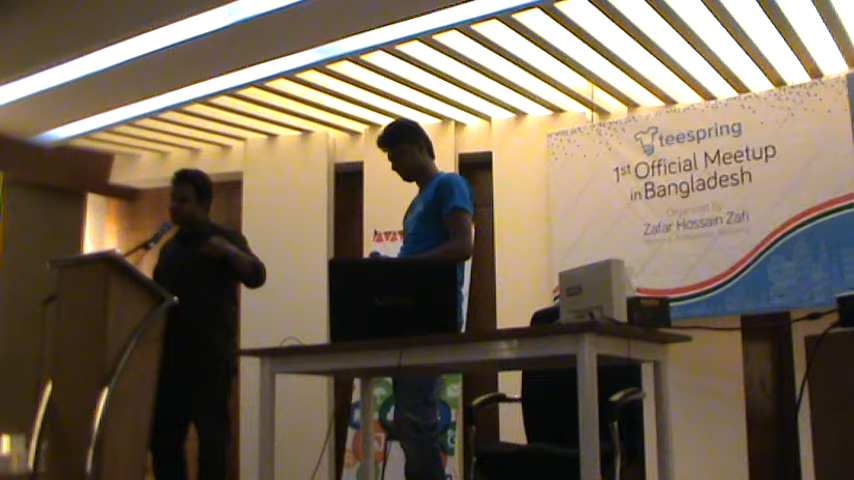 teespring
1st Official Meetup
in Bangladesh
Organized by
Zafar Hossain Zafi